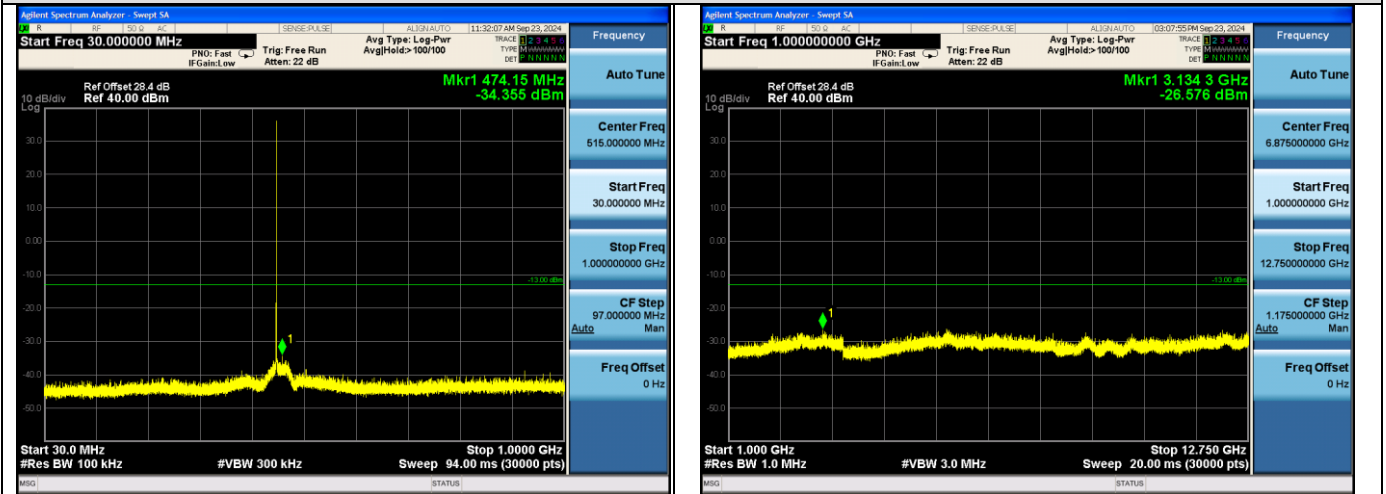 Agilent Spectrum Analyzer - Swept SA
R RF 50 Ω AC SENSE:PULSE ALIGNAUTO 11:32:07 AM Sep 23, 2024
Start Freq 30.000000 MHz
PNO: Fast
IFGain:Low
Trig: Free Run
Atten: 22 dB
Avg Type: Log-Pwr
Avg|Hold:>100/100
TRACE 1 2 3 4 5 6
TYPE M
DET P N N N N N
Frequency
Mkr1 474.15 MHz
-34.355 dBm
Ref Offset 28.4 dB
Ref 40.00 dBm
10 dB/div
Log
30.0
20.0
10.0
0.00
-10.0
-20.0
-30.0
-40.0
-50.0
-13.00 dBm
1
Start 30.0 MHz
Stop 1.0000 GHz
#Res BW 100 kHz
#VBW 300 kHz
Sweep 94.00 ms (30000 pts)
MSG
STATUS
Auto Tune
Center Freq
515.000000 MHz
Start Freq
30.000000 MHz
Stop Freq
1.000000000 GHz
CF Step
97.000000 MHz
Auto Man
Freq Offset
0 Hz
Agilent Spectrum Analyzer - Swept SA
R RF 50 Ω AC SENSE:PULSE ALIGNAUTO 03:07:55 PM Sep 23, 2024
Start Freq 1.000000000 GHz
PNO: Fast
IFGain:Low
Trig: Free Run
Atten: 22 dB
Avg Type: Log-Pwr
Avg|Hold:>100/100
TRACE 1 2 3 4 5 6
TYPE M
DET P N N N N N
Frequency
Mkr1 3.134 3 GHz
-26.576 dBm
Ref Offset 28.4 dB
Ref 40.00 dBm
10 dB/div
Log
30.0
20.0
10.0
0.00
-10.0
-20.0
-30.0
-40.0
-50.0
-13.00 dBm
1
Start 1.000 GHz
Stop 12.750 GHz
#Res BW 1.0 MHz
#VBW 3.0 MHz
Sweep 20.00 ms (30000 pts)
MSG
STATUS
Auto Tune
Center Freq
6.875000000 GHz
Start Freq
1.000000000 GHz
Stop Freq
12.750000000 GHz
CF Step
1.175000000 GHz
Auto Man
Freq Offset
0 Hz